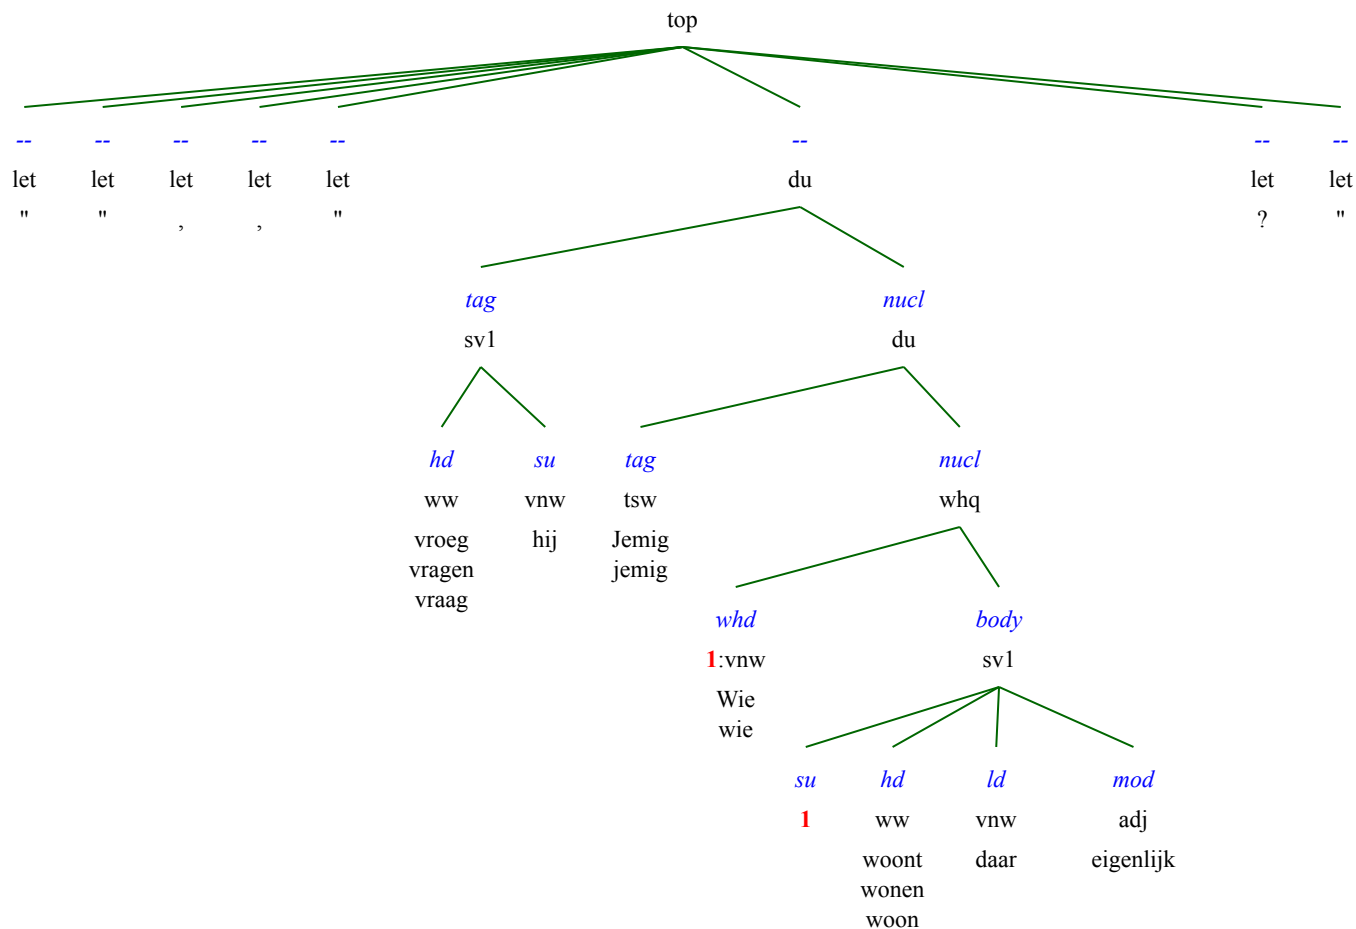 top
-- -- -- -- -- -- -- --
let let let let let du let let
" " , , " ? "
tag nucl
sv1 du
hd su tag nucl
ww vnw tsw whq
vroeg hij Jemig
vragen jemig
vraag
whd body
1:vnw sv1
Wie
wie
su hd ld mod
1 ww vnw adj
woont daar eigenlijk
wonen
woon